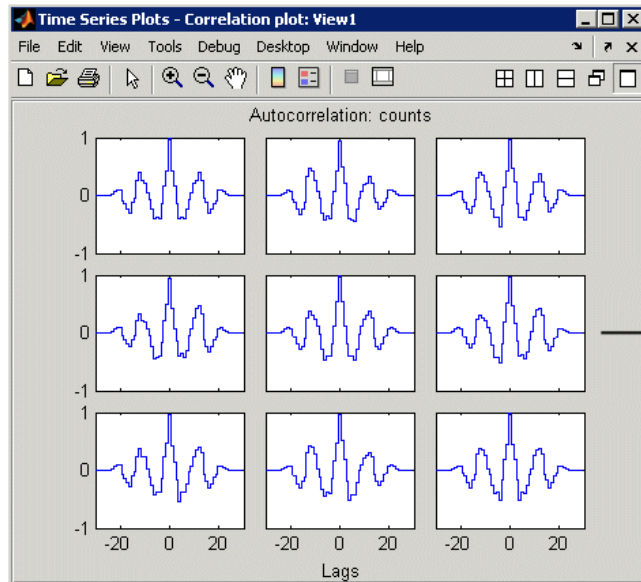 Time Series Plots - Correlation plot: View1
File Edit View Tools Debug Desktop Window Help
Autocorrelation: counts
1
0
-1
1
0
-1
1
0
-1
-20 0 20 -20 0 20 -20 0 20
Lags